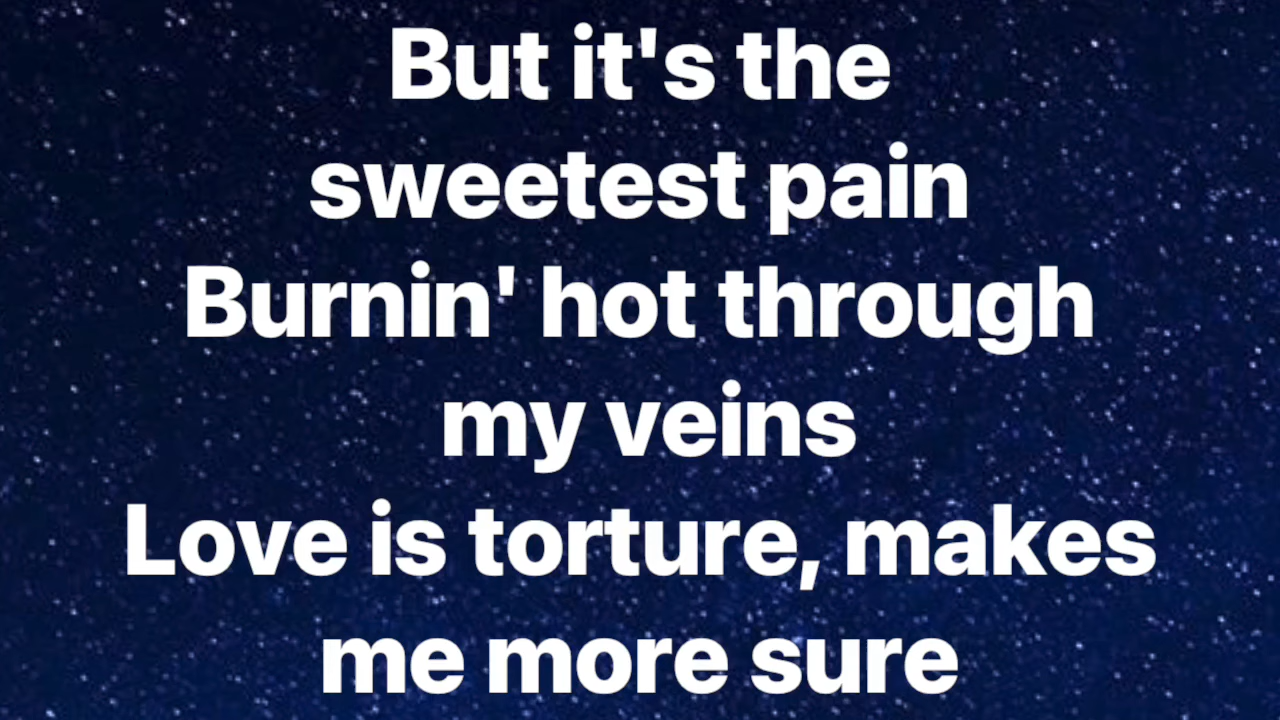 But it's the
sweetest pain
Burnin' hot through
my veins
Love is torture, makes
me more sure